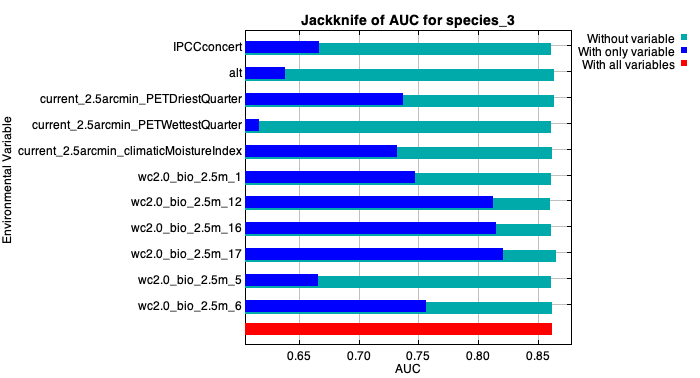 Jackknife of AUC for species_3
Without variable
With only variable
With all variables
Environmental Variable
IPCCconcert
alt
current_2.5arcmin_PETDriestQuarter
current_2.5arcmin_PETWettestQuarter
current_2.5arcmin_climaticMoistureIndex
wc2.0_bio_2.5m_1
wc2.0_bio_2.5m_12
wc2.0_bio_2.5m_16
wc2.0_bio_2.5m_17
wc2.0_bio_2.5m_5
wc2.0_bio_2.5m_6
0.65 0.70 0.75 0.80 0.85
AUC